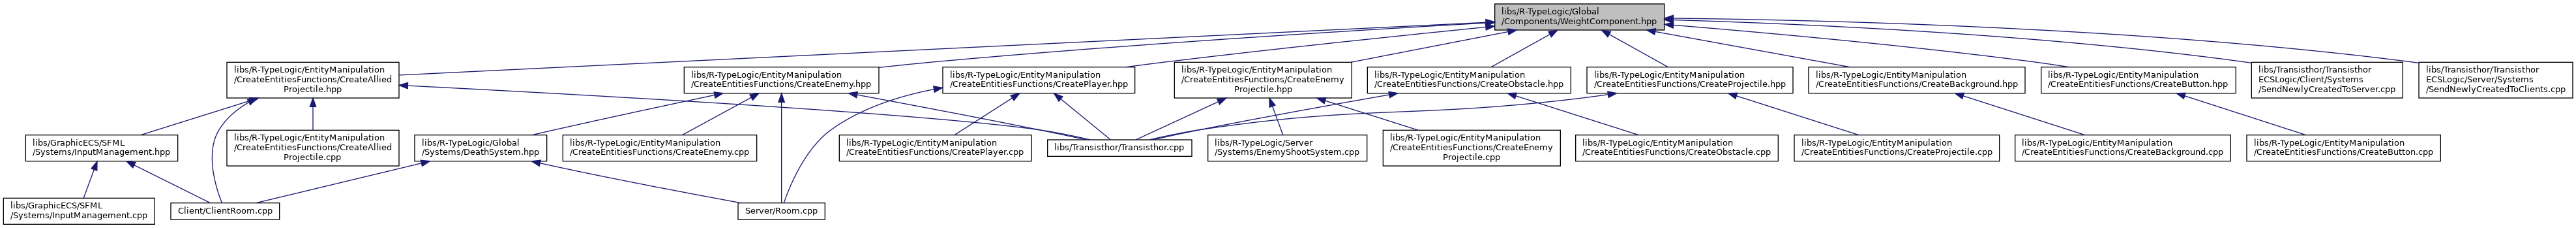 libs/R-TypeLogic/Global
/Components/WeightComponent.hpp
libs/R-TypeLogic/EntityManipulation
/CreateEntitiesFunctions/CreateAllied
Projectile.hpp
libs/R-TypeLogic/EntityManipulation
/CreateEntitiesFunctions/CreateEnemy.hpp
libs/R-TypeLogic/EntityManipulation
/CreateEntitiesFunctions/CreatePlayer.hpp
libs/R-TypeLogic/EntityManipulation
/CreateEntitiesFunctions/CreateEnemy
Projectile.hpp
libs/R-TypeLogic/EntityManipulation
/CreateEntitiesFunctions/CreateObstacle.hpp
libs/R-TypeLogic/EntityManipulation
/CreateEntitiesFunctions/CreateProjectile.hpp
libs/R-TypeLogic/EntityManipulation
/CreateEntitiesFunctions/CreateBackground.hpp
libs/R-TypeLogic/EntityManipulation
/CreateEntitiesFunctions/CreateButton.hpp
libs/Transisthor/Transisthor
ECSLogic/Client/Systems
/SendNewlyCreatedToServer.cpp
libs/Transisthor/Transisthor
ECSLogic/Server/Systems
/SendNewlyCreatedToClients.cpp
libs/GraphicECS/SFML
/Systems/InputManagement.hpp
libs/R-TypeLogic/EntityManipulation
/CreateEntitiesFunctions/CreateAllied
Projectile.cpp
libs/R-TypeLogic/Global
/Systems/DeathSystem.hpp
libs/R-TypeLogic/EntityManipulation
/CreateEntitiesFunctions/CreateEnemy.cpp
libs/R-TypeLogic/EntityManipulation
/CreateEntitiesFunctions/CreatePlayer.cpp
libs/Transisthor/Transisthor.cpp
libs/R-TypeLogic/Server
/Systems/EnemyShootSystem.cpp
libs/R-TypeLogic/EntityManipulation
/CreateEntitiesFunctions/CreateEnemy
Projectile.cpp
libs/R-TypeLogic/EntityManipulation
/CreateEntitiesFunctions/CreateObstacle.cpp
libs/R-TypeLogic/EntityManipulation
/CreateEntitiesFunctions/CreateProjectile.cpp
libs/R-TypeLogic/EntityManipulation
/CreateEntitiesFunctions/CreateBackground.cpp
libs/R-TypeLogic/EntityManipulation
/CreateEntitiesFunctions/CreateButton.cpp
libs/GraphicECS/SFML
/Systems/InputManagement.cpp
Client/ClientRoom.cpp
Server/Room.cpp